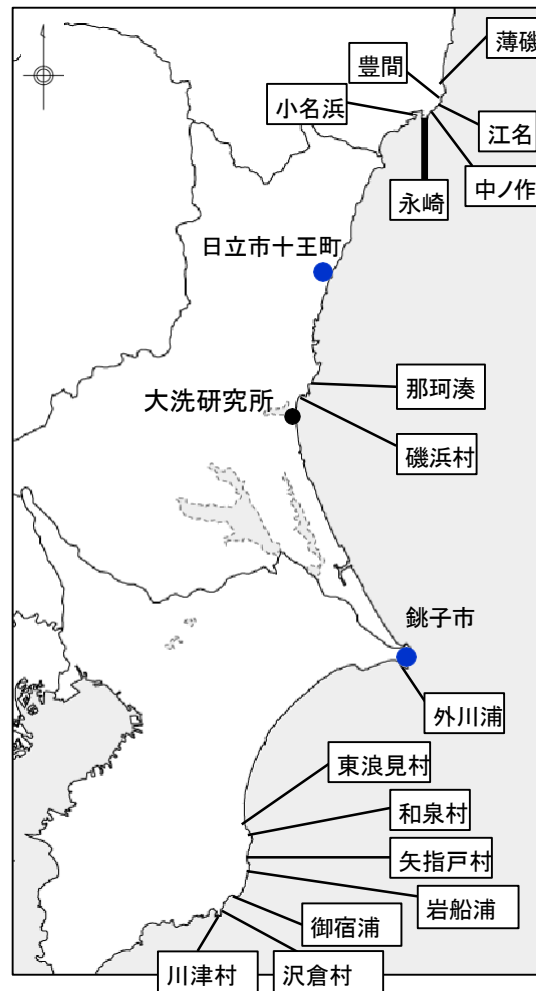 薄磯
豊間
小名浜
江名
中ノ作
永崎
日立市十王町
那珂湊
大洗研究所
磯浜村
銚子市
外川浦
東浪見村
和泉村
矢指戸村
岩船浦
御宿浦
川津村
沢倉村